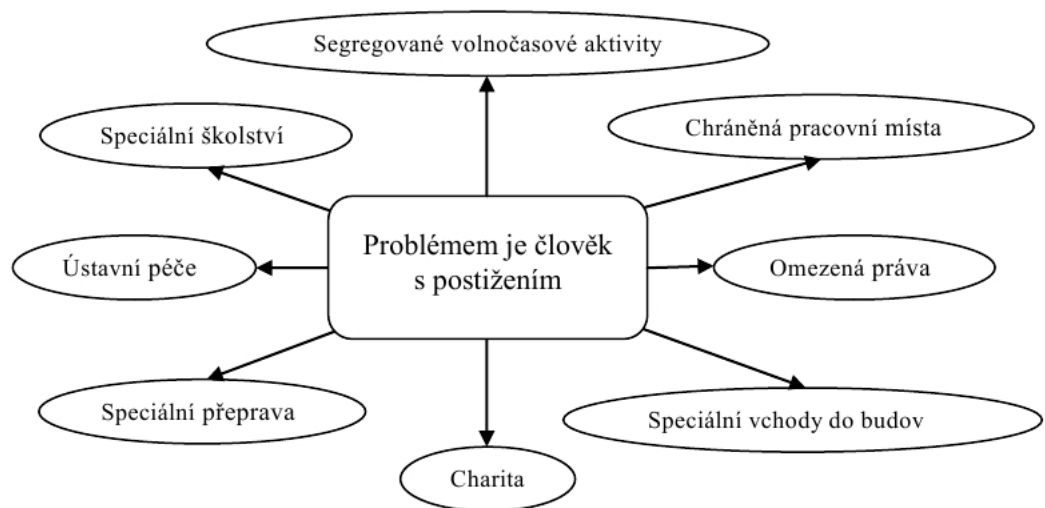 Segregované volnočasové aktivity
Speciální školství
Chráněná pracovní místa
Problémem je člověk
s postižením
Ústavní péče
Omezená práva
Speciální přeprava
Speciální vchody do budov
Charita